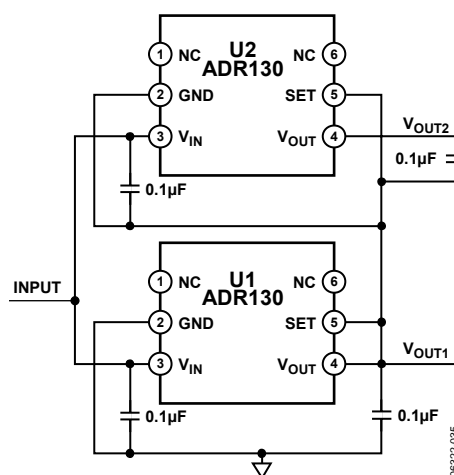 U2
ADR130
1 NC
NC 6
2 GND
SET 5
3 VIN
VOUT 4
VOUT2
0.1µF
0.1µF
INPUT
U1
ADR130
1 NC
NC 6
2 GND
SET 5
3 VIN
VOUT 4
VOUT1
0.1µF
0.1µF